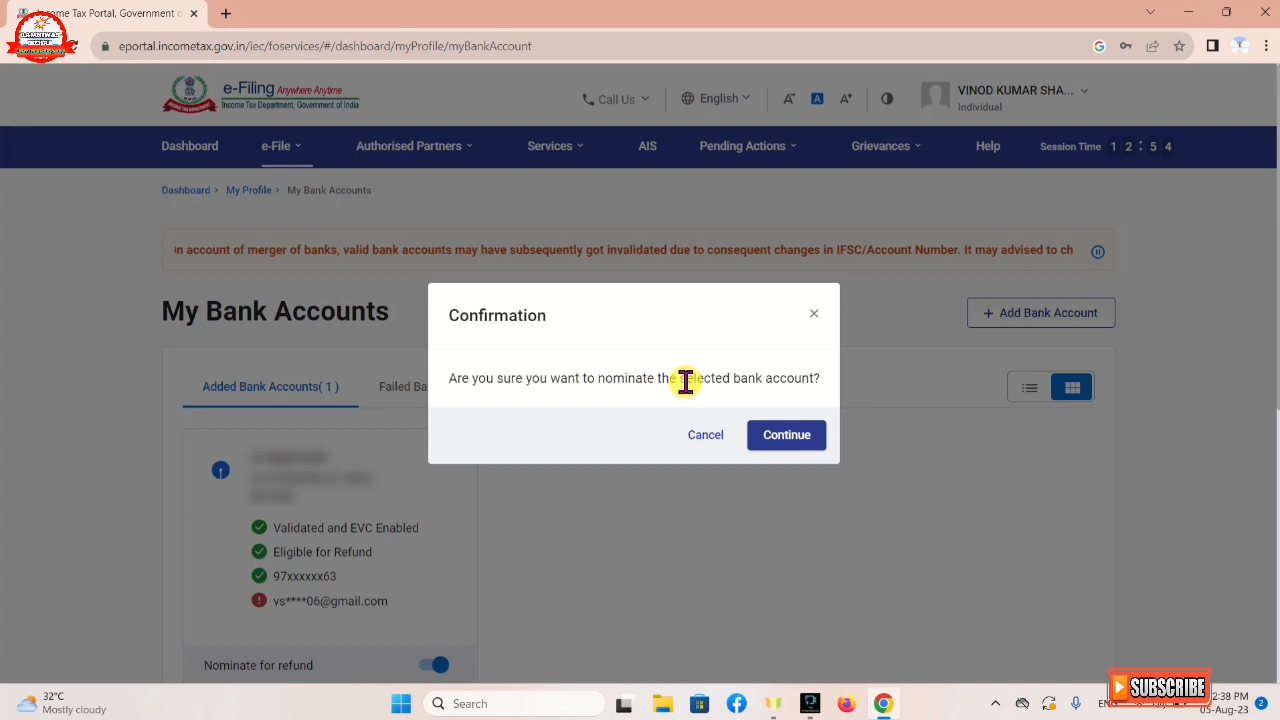 Income Tax Portal, Government o
RAMNIWAS
eportal.incometax.gov.in/iec/foservices/#/dashboard/myProfile/myBankAccount
e-Filing Anywhere Anytime
Income Tax Department, Government of India
Call Us
English
A-
A
A+
VINOD KUMAR SHA...
Individual
Dashboard
e-File
Authorised Partners
Services
AIS
Pending Actions
Grievances
Help
Session Time 1 2 : 5 4
Dashboard > My Profile > My Bank Accounts
n account of merger of banks, valid bank accounts may have subsequently got invalidated due to consequent changes in IFSC/Account Number. It may advised to ch
My Bank Accounts
+ Add Bank Account
Confirmation
Are you sure you want to nominate the selected bank account?
Cancel
Continue
Added Bank Accounts( 1 )
Failed Ba
Validated and EVC Enabled
Eligible for Refund
97xxxxxx63
vs****06@gmail.com
Nominate for refund
SUBSCRIBE
32°C
Mostly cloudy
Search
2:38 PM
05-Aug-23
2